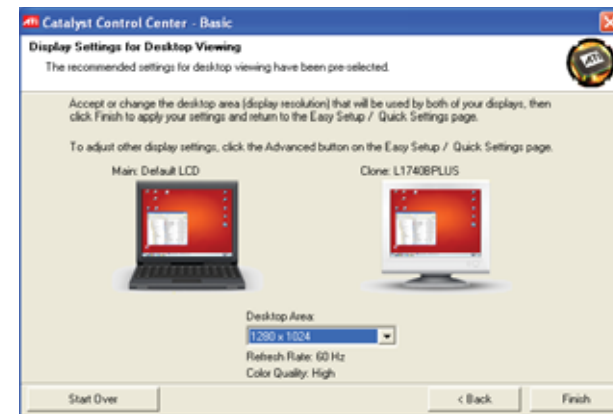 ATI Catalyst Control Center - Basic
Display Settings for Desktop Viewing
The recommended settings for desktop viewing have been pre-selected.
ATI
Accept or change the desktop area (display resolution) that will be used by both of your displays, then
click Finish to apply your settings and return to the Easy Setup / Quick Settings page.
To adjust other display settings, click the Advanced button on the Easy Setup / Quick Settings page.
Main: Default LCD
Clone: L1740BPLUS
Desktop Area:
1280 x 1024
Refresh Rate: 60 Hz
Color Quality: High
Start Over
< Back
Finish